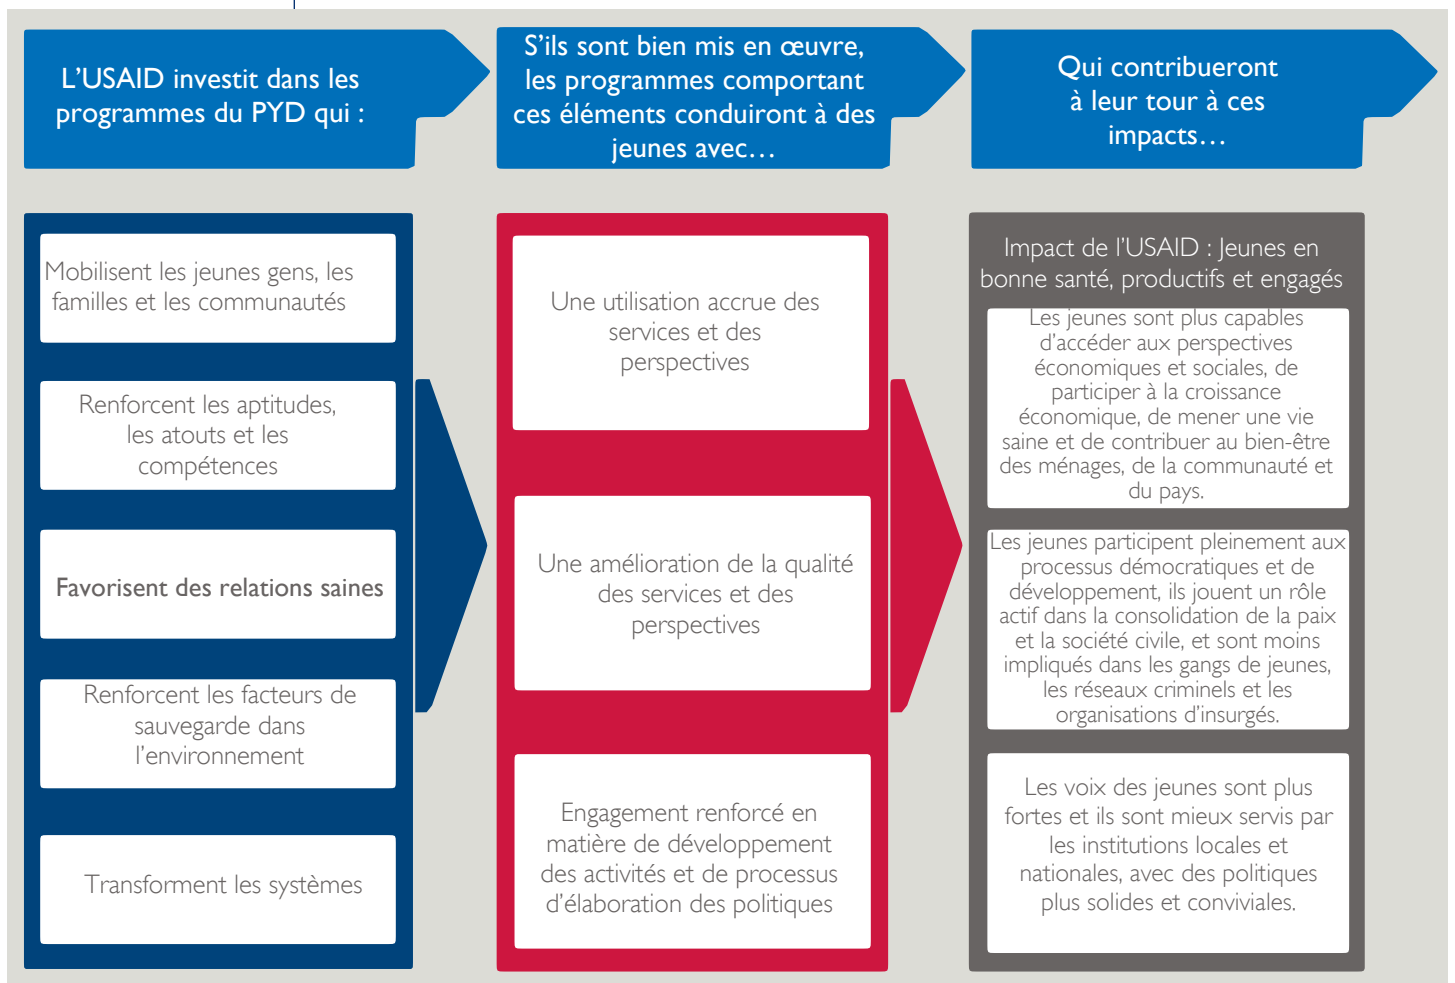 L’USAID investit dans les
programmes du PYD qui :
S’ils sont bien mis en œuvre,
les programmes comportant
ces éléments conduiront à des
jeunes avec…
Qui contribueront
à leur tour à ces
impacts…
Mobilisent les jeunes gens, les
familles et les communautés
Renforcent les aptitudes,
les atouts et les
compétences
Favorisent des relations saines
Renforcent les facteurs de
sauvegarde dans
l’environnement
Transforment les systèmes
Une utilisation accrue des
services et des
perspectives
Une amélioration de la qualité
des services et des
perspectives
Engagement renforcé en
matière de développement
des activités et de processus
d’élaboration des politiques
Impact de l’USAID : Jeunes en
bonne santé, productifs et engagés
Les jeunes sont plus capables
d’accéder aux perspectives
économiques et sociales, de
participer à la croissance
économique, de mener une vie
saine et de contribuer au bien-être
des ménages, de la communauté et
du pays.
Les jeunes participent pleinement aux
processus démocratiques et de
développement, ils jouent un rôle
actif dans la consolidation de la paix
et la société civile, et sont moins
impliqués dans les gangs de jeunes,
les réseaux criminels et les
organisations d’insurgés.
Les voix des jeunes sont plus
fortes et ils sont mieux servis par
les institutions locales et
nationales, avec des politiques
plus solides et conviviales.